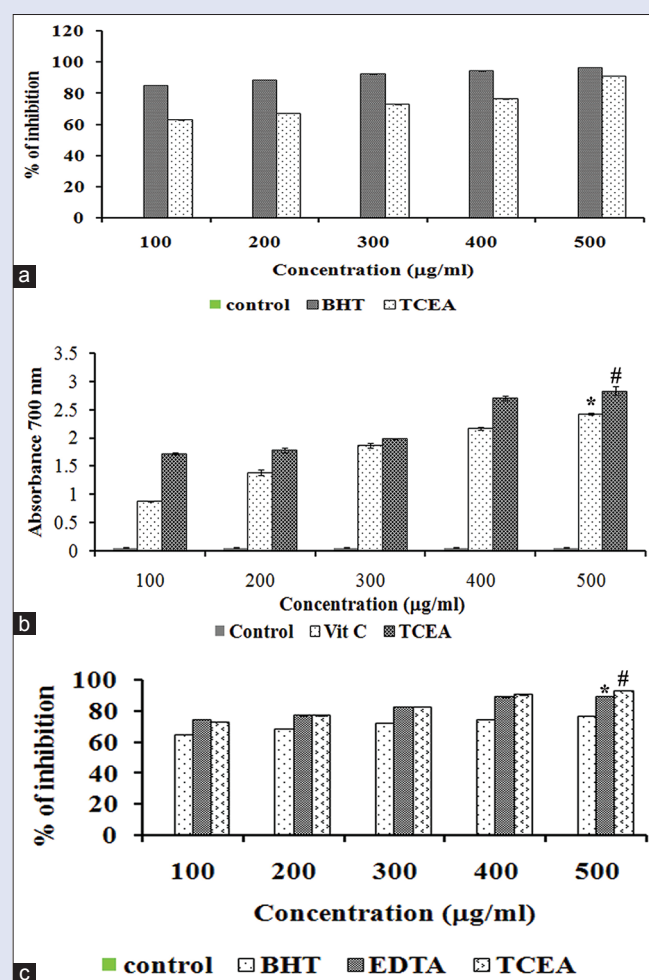 120
100
80
60
40
20
0
% of inhibition
100 200 300 400 500
Concentration (μg/ml)
a
control BHT TCEA
3.5
3
2.5
2
1.5
1
0.5
0
Absorbance 700 nm
* #
100 200 300 400 500
Concentration (μg/ml)
b
Control Vit C TCEA
100
80
60
40
20
0
% of inhibition
* #
100 200 300 400 500
Concentration (μg/ml)
c
control BHT EDTA TCEA